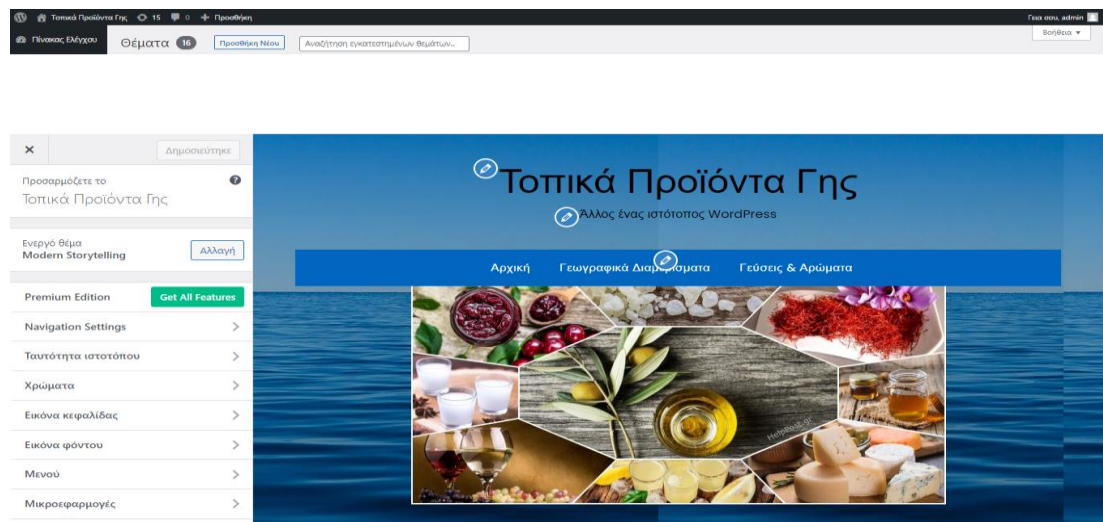 Τοπικά Προϊόντα Γης 15 0 + Προσθήκη Γεια σου, admin
Πίνακας Ελέγχου Θέματα 16 Προσθήκη Νέου Αναζήτηση εγκατεστημένων θεμάτων... Βοήθεια
Δημοσιεύτηκε
Προσαρμόζετε το
Τοπικά Προϊόντα Γης
Ενεργό θέμα
Modern Storytelling
Αλλαγή
Premium Edition Get All Features
Navigation Settings
Ταυτότητα ιστοτόπου
Χρώματα
Εικόνα κεφαλίδας
Εικόνα φόντου
Μενού
Μικροεφαρμογές
Τοπικά Προϊόντα Γης
Άλλος ένας ιστότοπος WordPress
Αρχική Γεωγραφικά Διαμερίσματα Γεύσεις & Αρώματα
HelpPost.gr